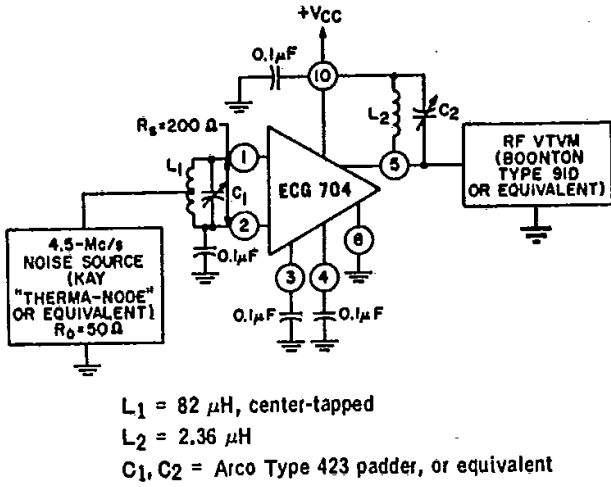 +VCC
0.1µF
10
L2
C2
Rs=200 Ω
L1
1
C1
2
ECG 704
5
RF VTVM
(BOONTON
TYPE 91D
OR EQUIVALENT)
8
0.1µF
4.5-Mc/s
NOISE SOURCE
(KAY
"THERMA-NODE"
OR EQUIVALENT)
Ro=50Ω
3
4
0.1µF
0.1µF
L1 = 82 µH, center-tapped
L2 = 2.36 µH
C1, C2 = Arco Type 423 padder, or equivalent